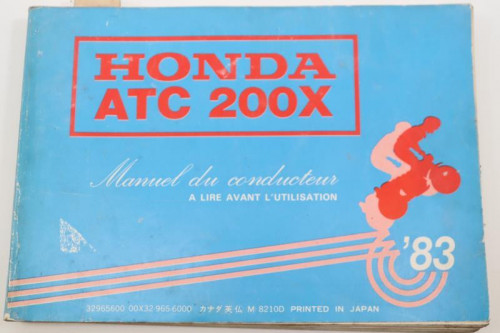 HONDA
ATC 200X
Manuel du conducteur
A LIRE AVANT L'UTILISATION
'83
32965600 00X32-965-6000 カナダ英仏 M 8210D PRINTED IN JAPAN